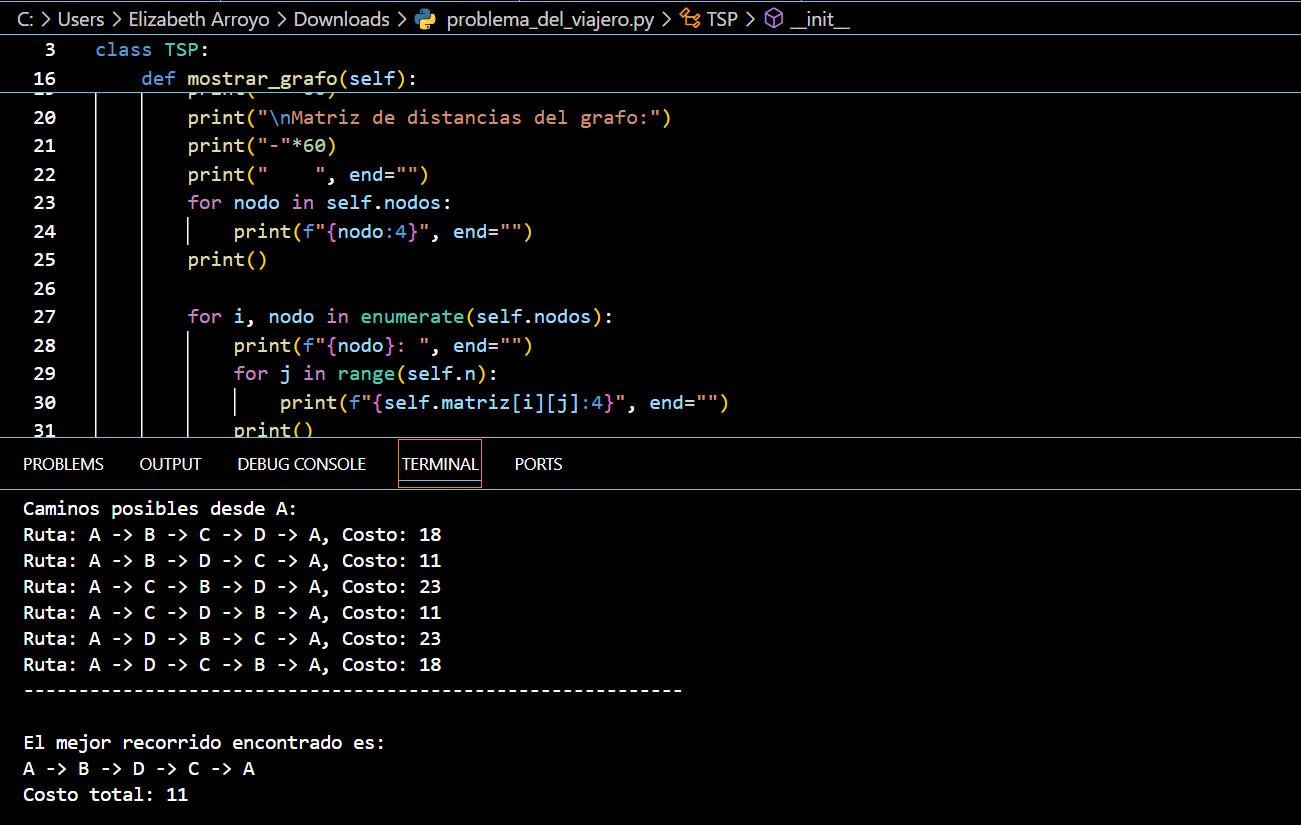 C: > Users > Elizabeth Arroyo > Downloads > problema_del_viajero.py > TSP > __init__
3 class TSP:
16 def mostrar_grafo(self):
20 print("\nMatriz de distancias del grafo:")
21 print("-"*60)
22 print("    ", end="")
23 for nodo in self.nodos:
24 print(f"{nodo:4}", end="")
25 print()
26
27 for i, nodo in enumerate(self.nodos):
28 print(f"{nodo}: ", end="")
29 for j in range(self.n):
30 print(f"{self.matriz[i][j]:4}", end="")
31 print()
PROBLEMS OUTPUT DEBUG CONSOLE TERMINAL PORTS
Caminos posibles desde A:
Ruta: A -> B -> C -> D -> A, Costo: 18
Ruta: A -> B -> D -> C -> A, Costo: 11
Ruta: A -> C -> B -> D -> A, Costo: 23
Ruta: A -> C -> D -> B -> A, Costo: 11
Ruta: A -> D -> B -> C -> A, Costo: 23
Ruta: A -> D -> C -> B -> A, Costo: 18
------------------------------------------------------------
El mejor recorrido encontrado es:
A -> B -> D -> C -> A
Costo total: 11